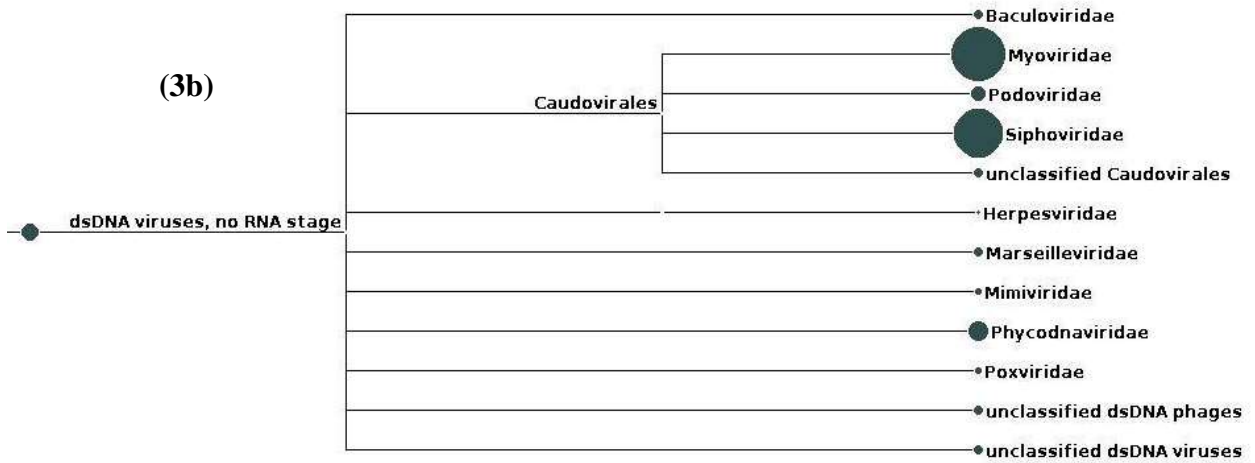 Baculoviridae
Myoviridae
(3b)
Podoviridae
Caudovirales
Siphoviridae
unclassified Caudovirales
Herpesviridae
dsDNA viruses, no RNA stage
Marseilleviridae
Mimiviridae
Phycodnaviridae
Poxviridae
unclassified dsDNA phages
unclassified dsDNA viruses